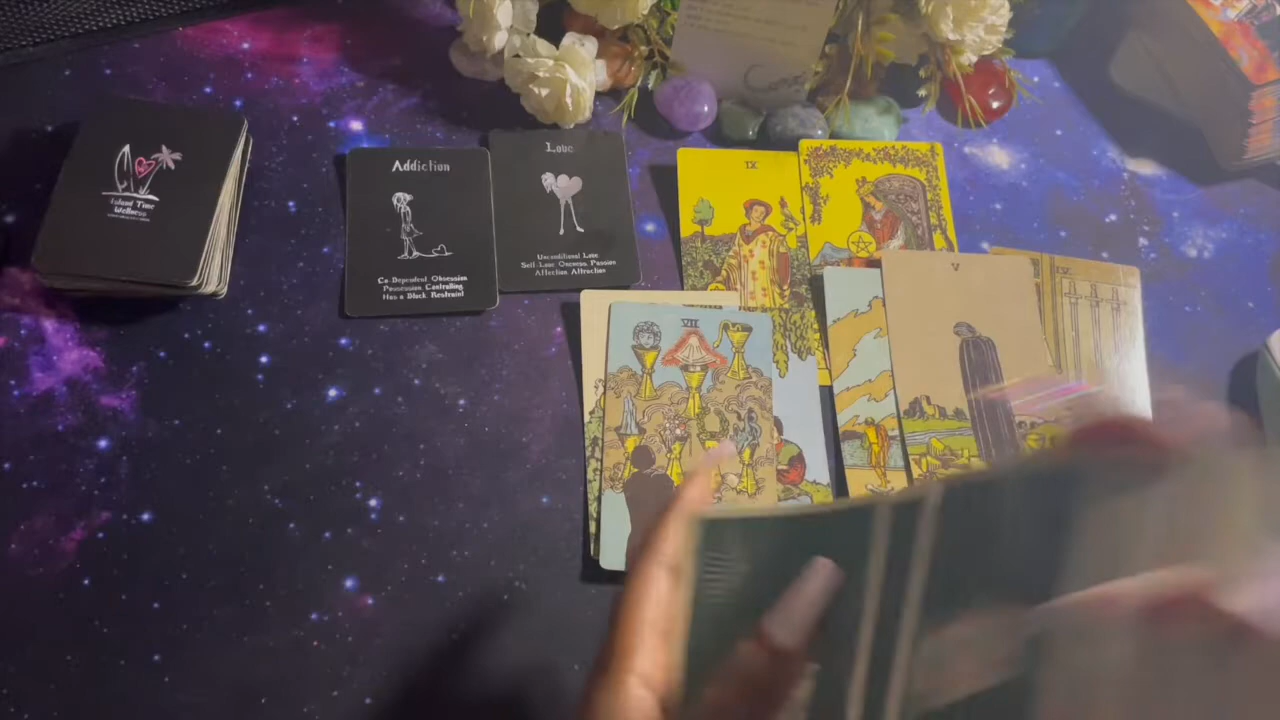 Island Time
Wellness
Addiction
Co-Dependent Obsession
Possession Controlling
Has a Block Restraint
Love
Unconditional Love
Self-Love Oneness Passion
Affection Attraction
IX
VII
V
IV